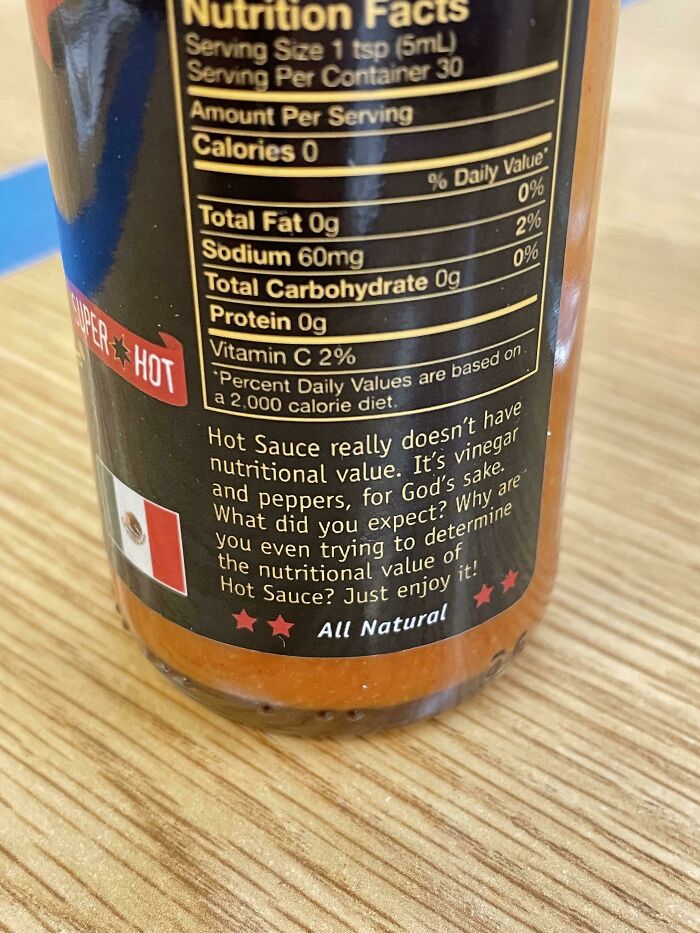 Nutrition Facts
Serving Size 1 tsp (5mL)
Serving Per Container 30
Amount Per Serving
Calories 0
% Daily Value*
Total Fat 0g 0%
Sodium 60mg 2%
Total Carbohydrate 0g 0%
Protein 0g
Vitamin C 2%
*Percent Daily Values are based on
a 2,000 calorie diet.
SUPER HOT
Hot Sauce really doesn't have
nutritional value. It's vinegar
and peppers, for God's sake.
What did you expect? Why are
you even trying to determine
the nutritional value of
Hot Sauce? Just enjoy it!
All Natural